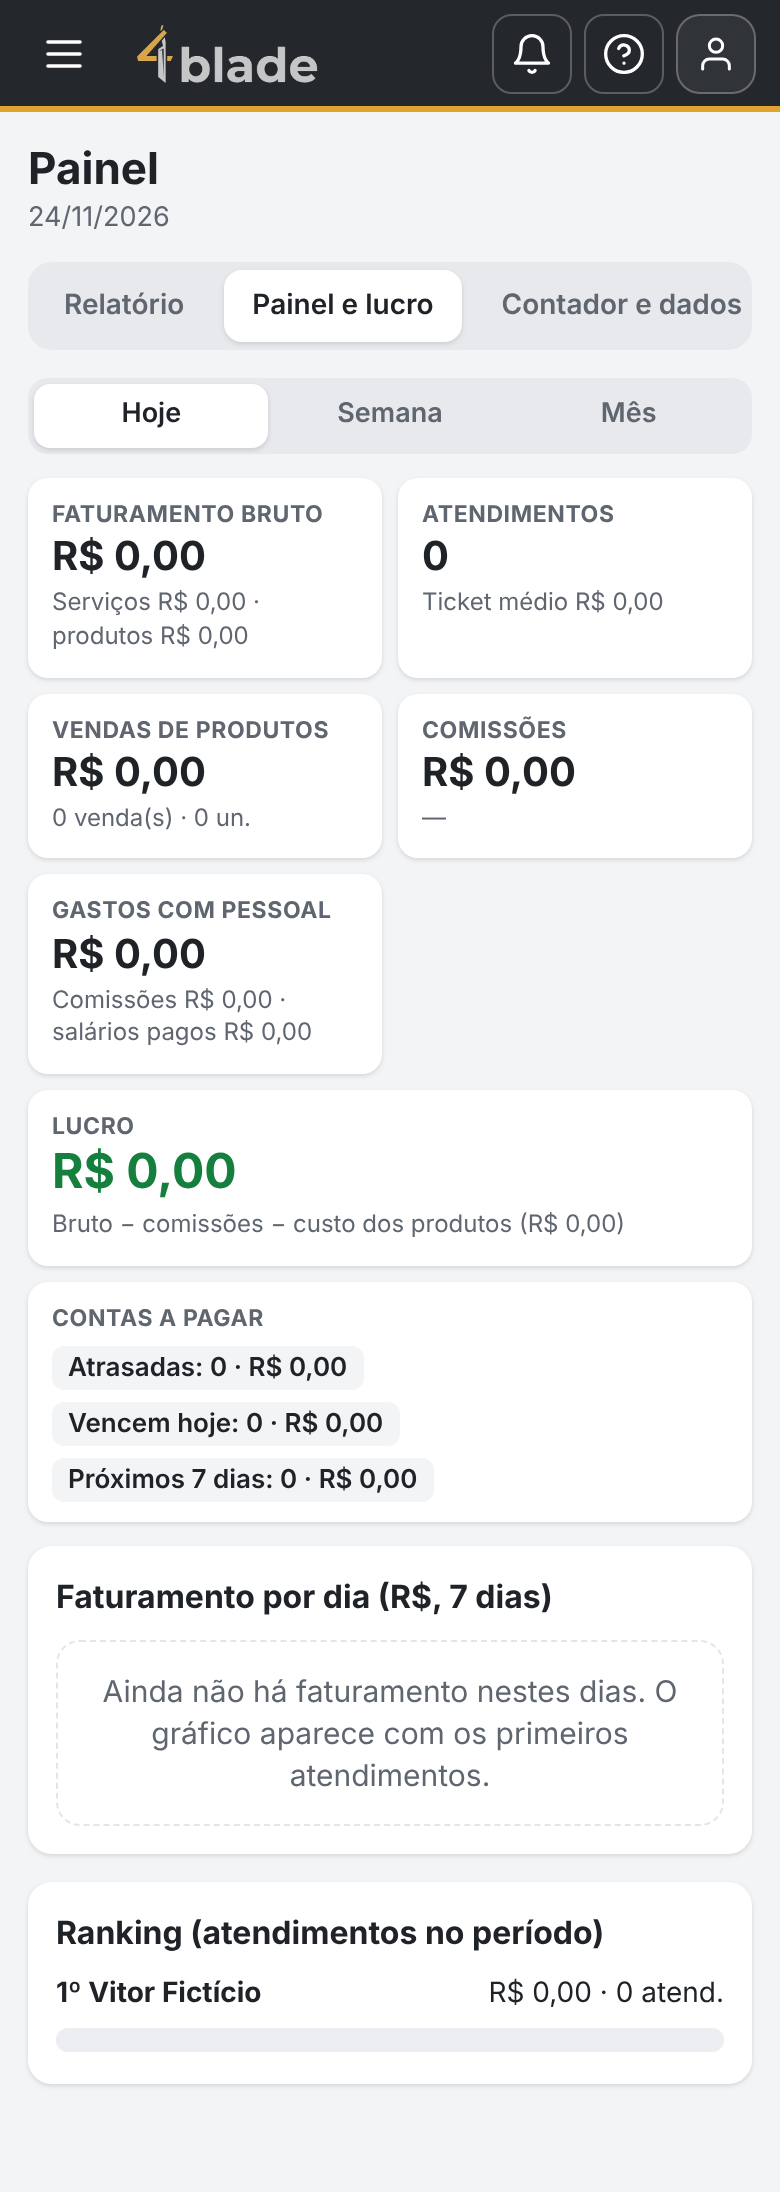 4blade
Painel
24/11/2026
Relatório
Painel e lucro
Contador e dados
Hoje
Semana
Mês
FATURAMENTO BRUTO
R$ 0,00
Serviços R$ 0,00 ·
produtos R$ 0,00
ATENDIMENTOS
0
Ticket médio R$ 0,00
VENDAS DE PRODUTOS
R$ 0,00
0 venda(s) · 0 un.
COMISSÕES
R$ 0,00
—
GASTOS COM PESSOAL
R$ 0,00
Comissões R$ 0,00 ·
salários pagos R$ 0,00
LUCRO
R$ 0,00
Bruto − comissões − custo dos produtos (R$ 0,00)
CONTAS A PAGAR
Atrasadas: 0 · R$ 0,00
Vencem hoje: 0 · R$ 0,00
Próximos 7 dias: 0 · R$ 0,00
Faturamento por dia (R$, 7 dias)
Ainda não há faturamento nestes dias. O
gráfico aparece com os primeiros
atendimentos.
Ranking (atendimentos no período)
1º Vitor Fictício
R$ 0,00 · 0 atend.